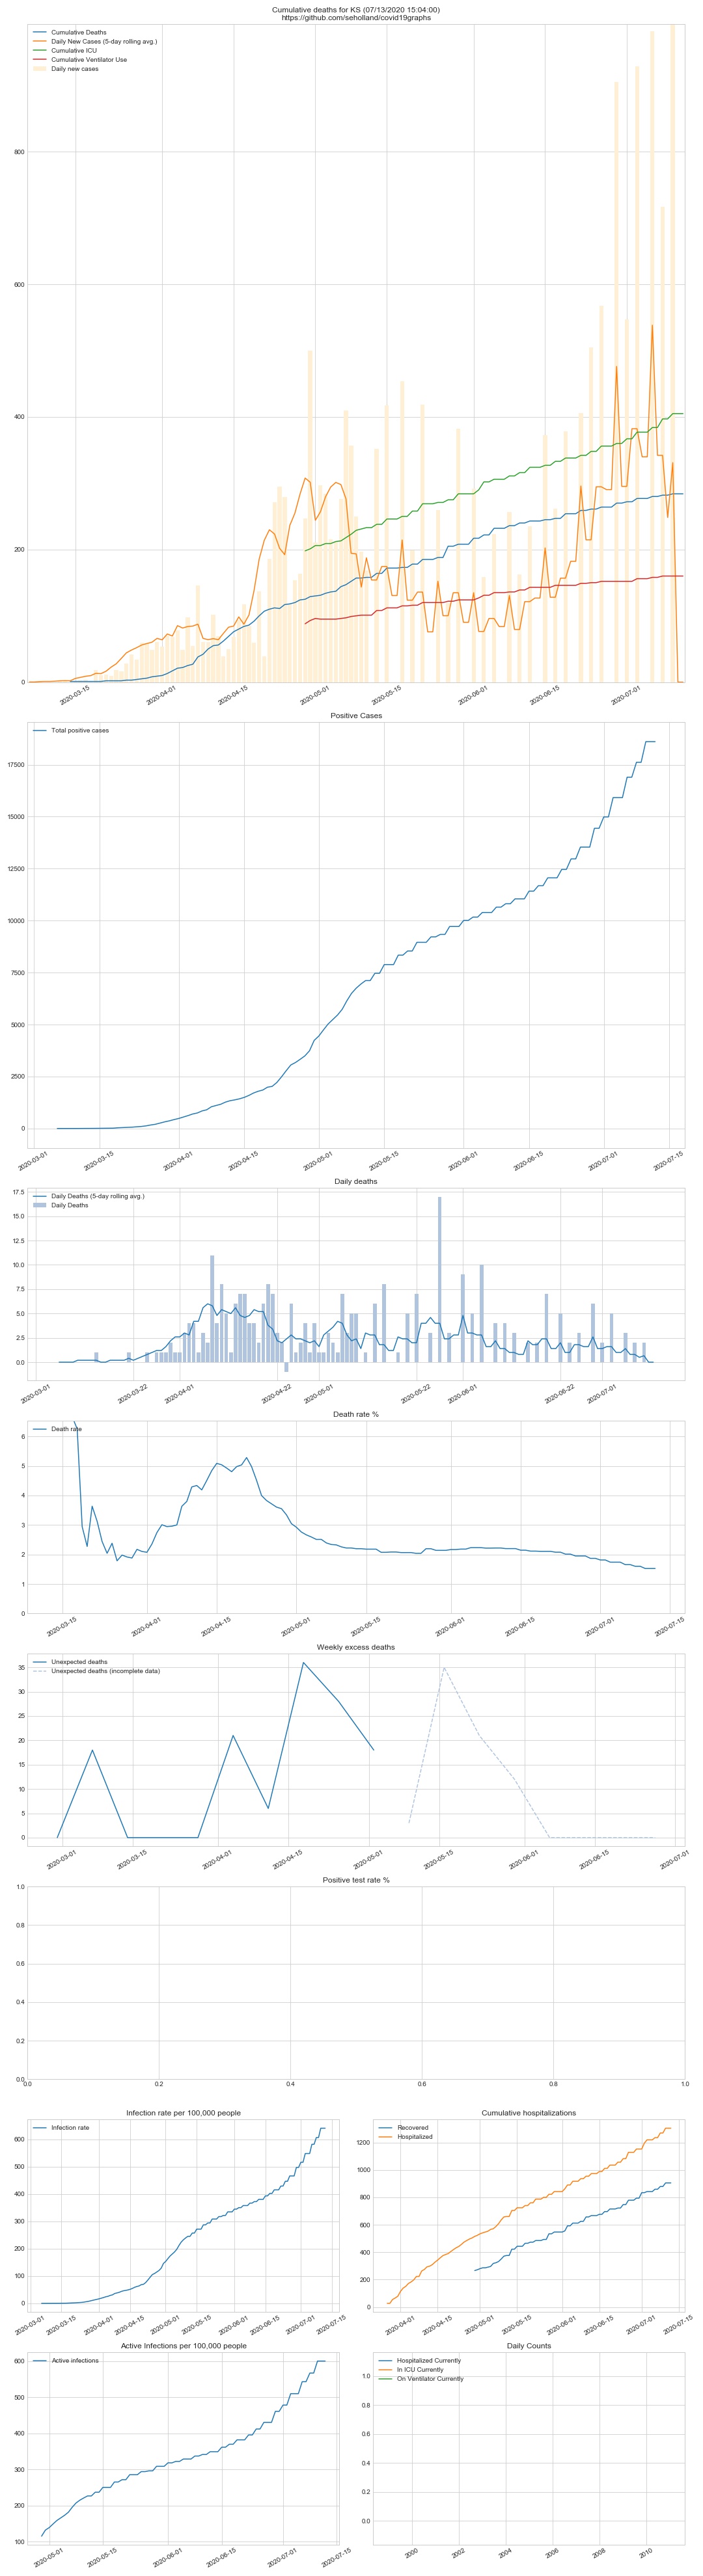 Cumulative deaths for KS (07/13/2020 15:04:00)
https://github.com/seholland/covid19graphs
Cumulative Deaths
Daily New Cases (5-day rolling avg.)
Cumulative ICU
Cumulative Ventilator Use
Daily new cases
800
600
400
200
0
2020-03-15 2020-04-01 2020-04-15 2020-05-01 2020-05-15 2020-06-01 2020-06-15 2020-07-01
Positive Cases
Total positive cases
17500
15000
12500
10000
7500
5000
2500
0
2020-03-01 2020-03-15 2020-04-01 2020-04-15 2020-05-01 2020-05-15 2020-06-01 2020-06-15 2020-07-01 2020-07-15
Daily deaths
Daily Deaths (5-day rolling avg.)
Daily Deaths
17.5
15.0
12.5
10.0
7.5
5.0
2.5
0.0
2020-03-01 2020-03-22 2020-04-01 2020-04-22 2020-05-01 2020-05-22 2020-06-01 2020-06-22 2020-07-01
Death rate %
Death rate
6
5
4
3
2
1
0
2020-03-15 2020-04-01 2020-04-15 2020-05-01 2020-05-15 2020-06-01 2020-06-15 2020-07-01 2020-07-15
Weekly excess deaths
Unexpected deaths
Unexpected deaths (incomplete data)
35
30
25
20
15
10
5
0
2020-03-01 2020-03-15 2020-04-01 2020-04-15 2020-05-01 2020-05-15 2020-06-01 2020-06-15 2020-07-01
Positive test rate %
1.0
0.8
0.6
0.4
0.2
0.0
0.0 0.2 0.4 0.6 0.8 1.0
Infection rate per 100,000 people
Infection rate
600
500
400
300
200
100
0
2020-03-01 2020-03-15 2020-04-01 2020-04-15 2020-05-01 2020-05-15 2020-06-01 2020-06-15 2020-07-01 2020-07-15
Cumulative hospitalizations
Recovered
Hospitalized
1200
1000
800
600
400
200
0
2020-04-01 2020-04-15 2020-05-01 2020-05-15 2020-06-01 2020-06-15 2020-07-01 2020-07-15
Active Infections per 100,000 people
Active infections
600
500
400
300
200
100
2020-05-01 2020-05-15 2020-06-01 2020-06-15 2020-07-01 2020-07-15
Daily Counts
Hospitalized Currently
In ICU Currently
On Ventilator Currently
1.0
0.8
0.6
0.4
0.2
0.0
2000 2002 2004 2006 2008 2010